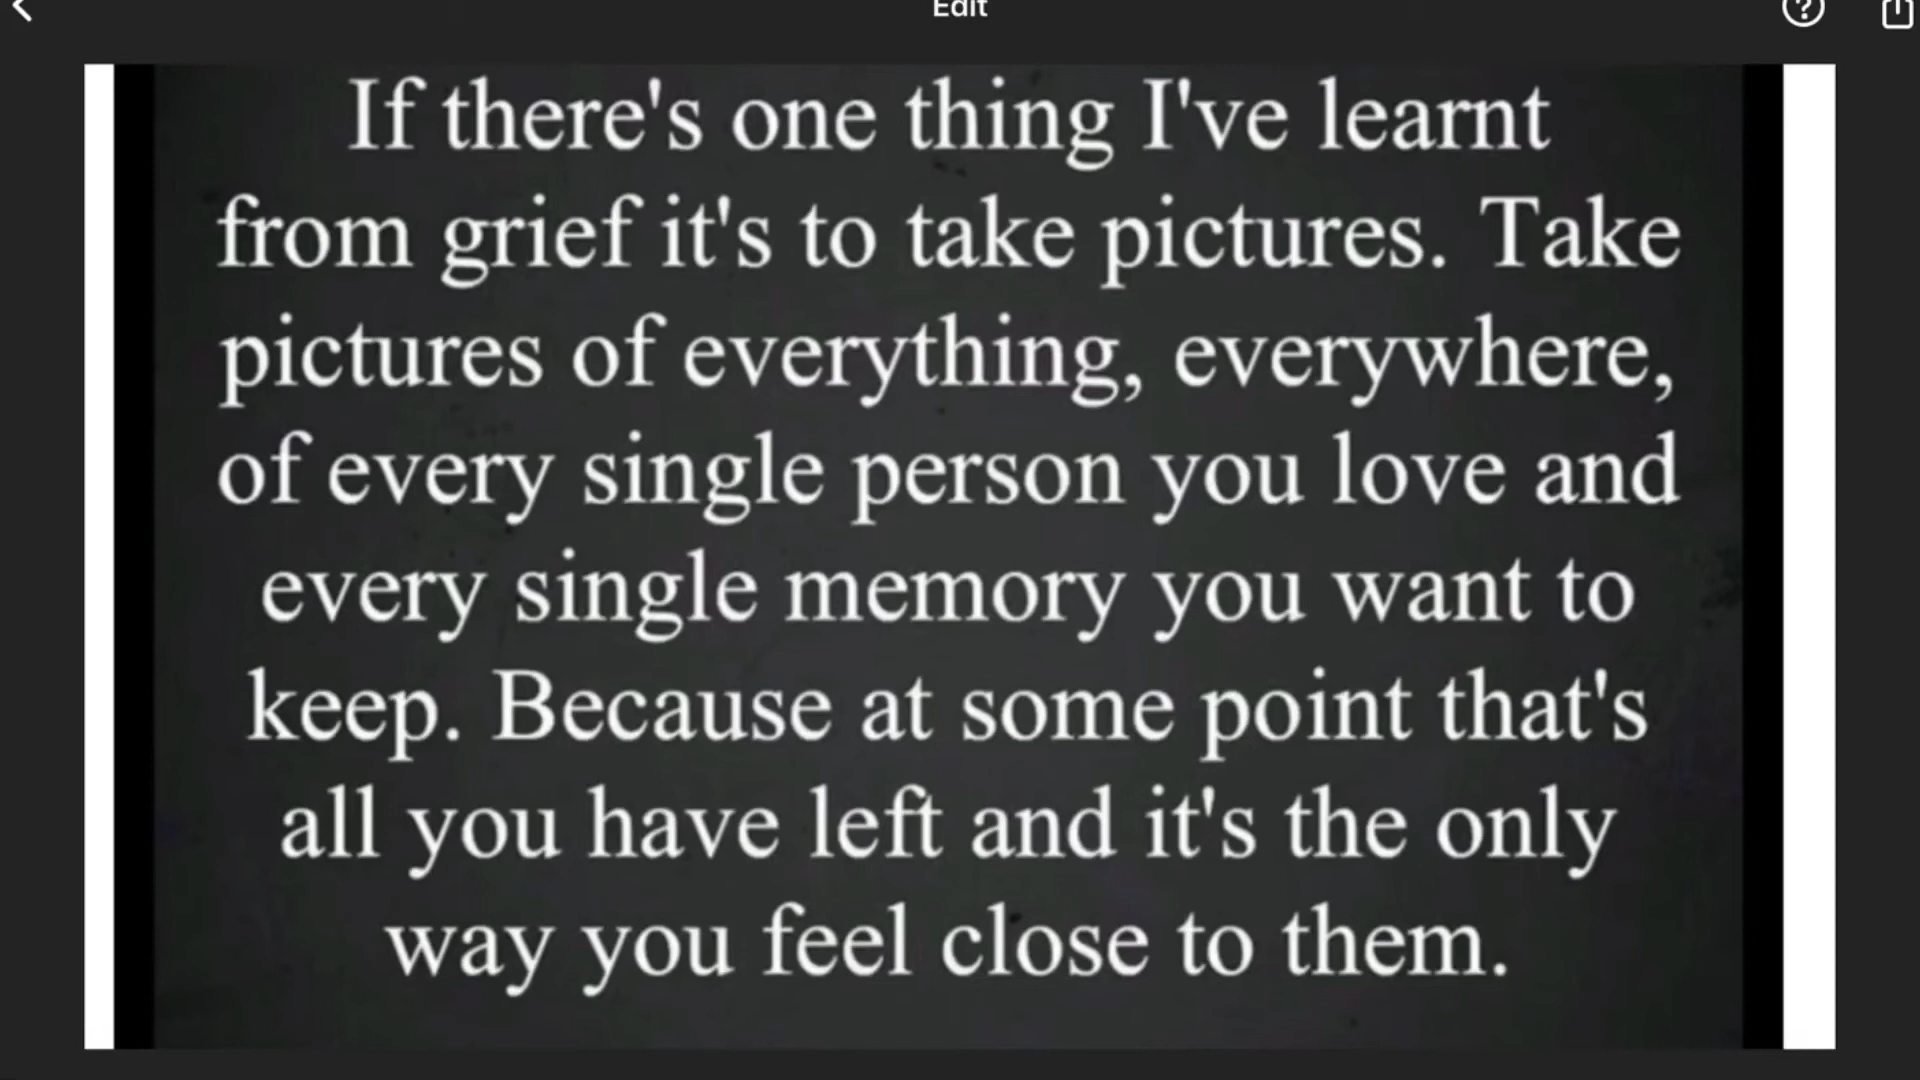 Edit
If there's one thing I've learnt
from grief it's to take pictures. Take
pictures of everything, everywhere,
of every single person you love and
every single memory you want to
keep. Because at some point that's
all you have left and it's the only
way you feel close to them.